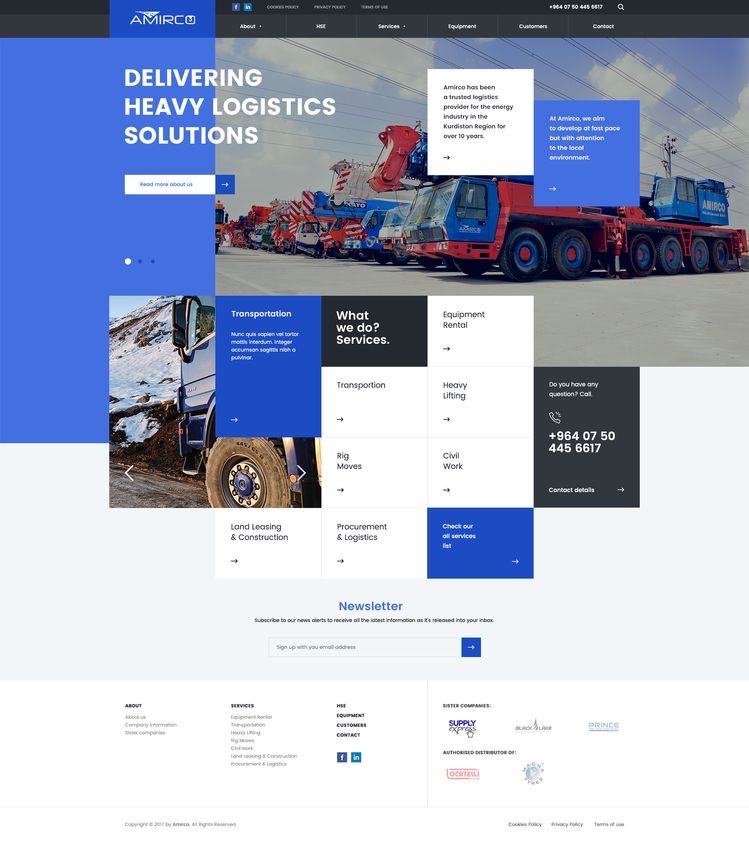 COOKIES POLICY PRIVACY POLICY TERMS OF USE +964 07 50 445 6617
AMIRCO
About HSE Services Equipment Customers Contact
DELIVERING
HEAVY LOGISTICS
SOLUTIONS
Read more about us
Amirco has been
a trusted logistics
provider for the energy
industry in the
Kurdistan Region for
over 10 years.
At Amirco, we aim
to develop at fast pace
but with attention
to the local
environment.
AMIRCO
Transportation
Nunc quis sapien vel tortor
mattis interdum. Integer
accumsan sagittis nibh a
pulvinar.
What
we do?
Services.
Equipment
Rental
Transportion
Heavy
Lifting
Do you have any
question? Call.
+964 07 50
445 6617
Contact details
Rig
Moves
Civil
Work
Land Leasing
& Construction
Procurement
& Logistics
Check our
all services
list
Newsletter
Subscribe to our news alerts to receive all the latest information as it's released into your inbox.
Sign up with you email address
ABOUT
About us
Company information
Sister companies
SERVICES
Equipment Rental
Transportation
Heavy Lifting
Rig Moves
Civil work
Land Leasing & Construction
Procurement & Logistics
HSE
EQUIPMENT
CUSTOMERS
CONTACT
SISTER COMPANIES:
SUPPLY
express
BLACK LAKE
PRINCE
AUTHORISED DISTRIBUTOR OF:
LOCATELLI
MAGNA
TYRES
Copyright © 2017 by Amirco. All Rights Reserved.
Cookies Policy Privacy Policy Terms of use